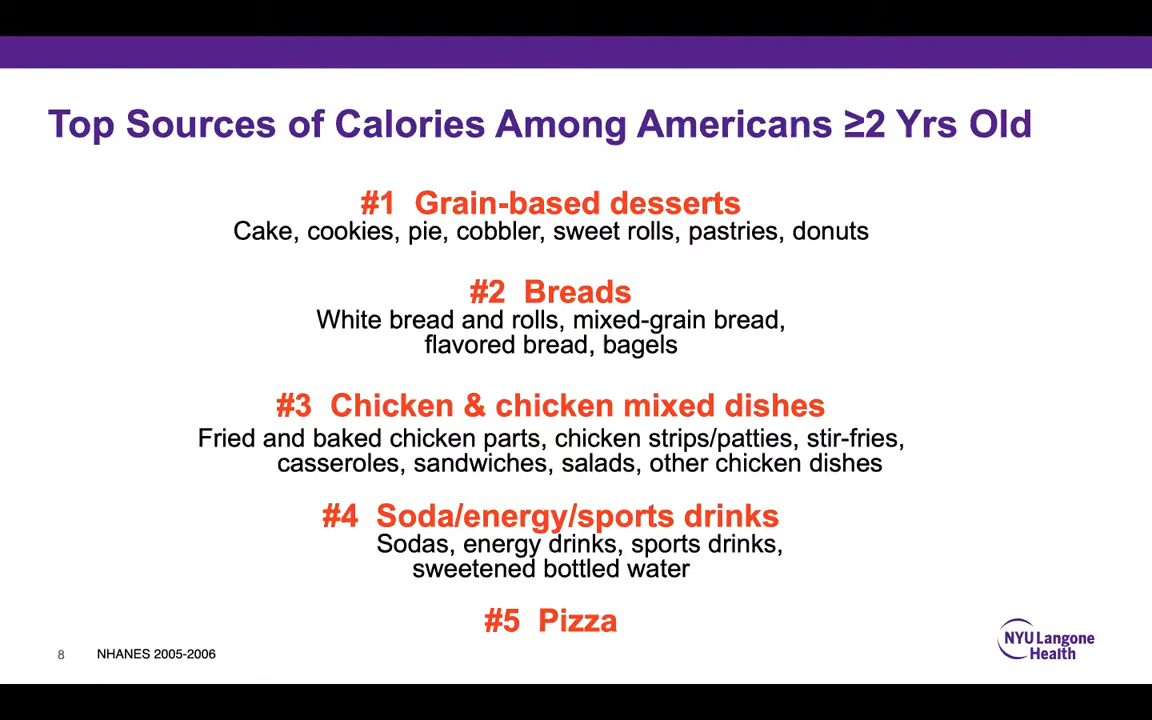 Top Sources of Calories Among Americans ≥2 Yrs Old
#1 Grain-based desserts
Cake, cookies, pie, cobbler, sweet rolls, pastries, donuts
#2 Breads
White bread and rolls, mixed-grain bread,
flavored bread, bagels
#3 Chicken & chicken mixed dishes
Fried and baked chicken parts, chicken strips/patties, stir-fries,
casseroles, sandwiches, salads, other chicken dishes
#4 Soda/energy/sports drinks
Sodas, energy drinks, sports drinks,
sweetened bottled water
#5 Pizza
8 NHANES 2005-2006
NYU Langone
Health